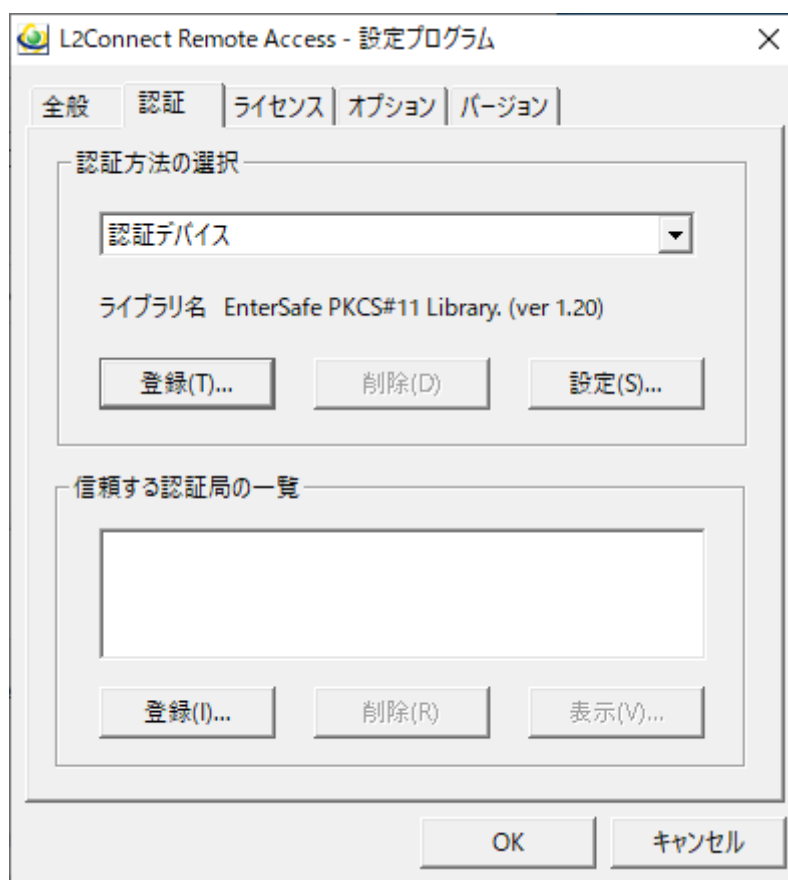 L2Connect Remote Access - 設定プログラム
全般 認証 ライセンス オプション バージョン
認証方法の選択
認証デバイス
ライブラリ名 EnterSafe PKCS#11 Library. (ver 1.20)
登録(T)... 削除(D) 設定(S)...
信頼する認証局の一覧
登録(I)... 削除(R) 表示(V)...
OK キャンセル